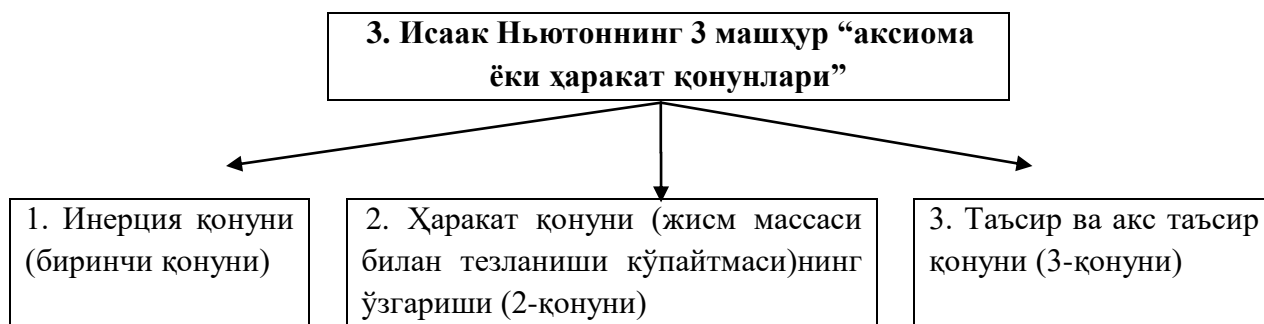 3. Исаак Ньютоннинг 3 машҳур “аксиома
ёки ҳаракат қонунлари”
1. Инерция қонуни
(биринчи қонуни)
2. Ҳаракат қонуни (жисм массаси
билан тезланиши кўпайтмаси)нинг
ўзгариши (2-қонуни)
3. Таъсир ва акс таъсир
қонуни (3-қонуни)